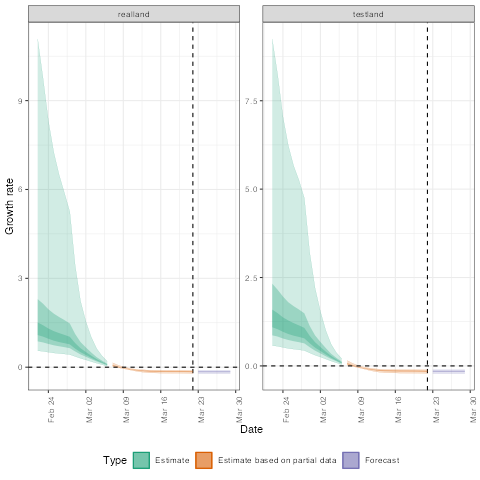 realland
testland
Growth rate
9
6
3
0
7.5
5.0
2.5
0.0
Feb 24
Mar 02
Mar 09
Mar 16
Mar 23
Mar 30
Feb 24
Mar 02
Mar 09
Mar 16
Mar 23
Mar 30
Date
Type Estimate Estimate based on partial data Forecast